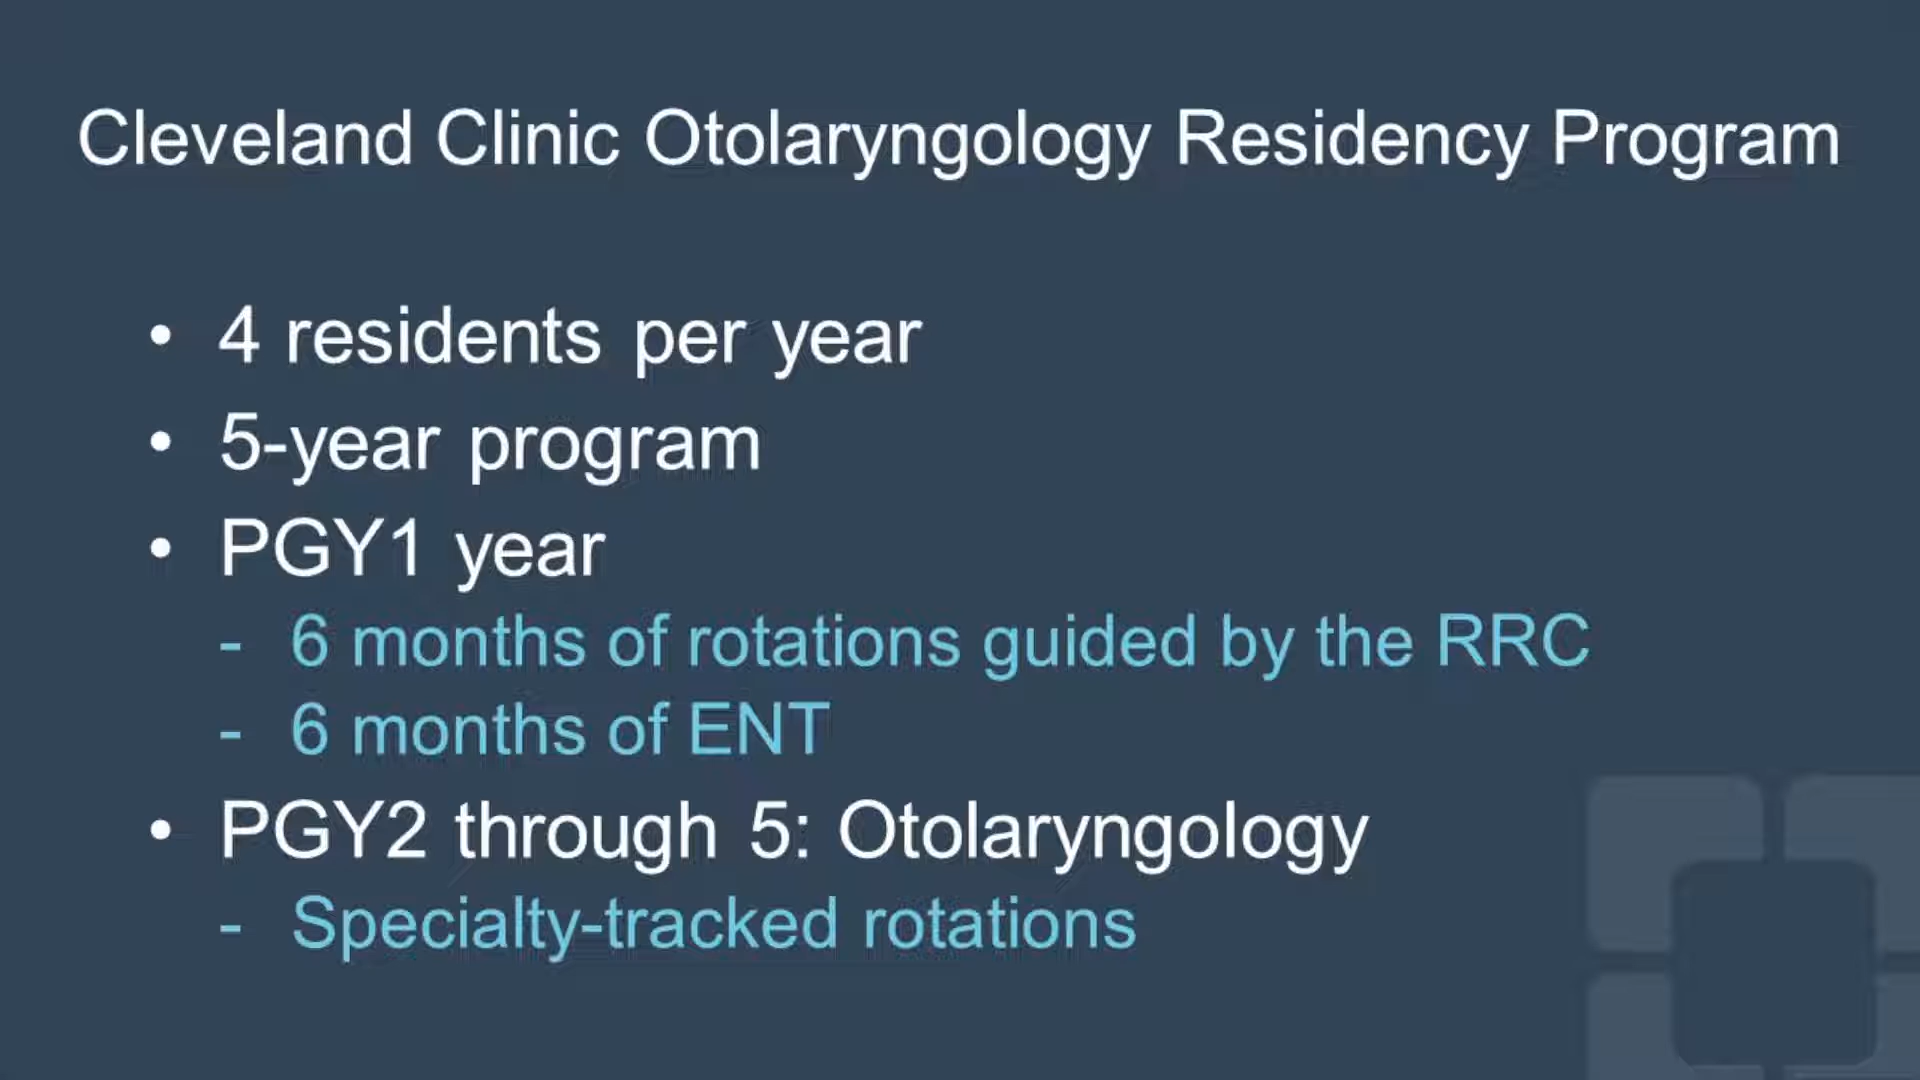 Cleveland Clinic Otolaryngology Residency Program
• 4 residents per year
• 5-year program
• PGY1 year
- 6 months of rotations guided by the RRC
- 6 months of ENT
• PGY2 through 5: Otolaryngology
- Specialty-tracked rotations